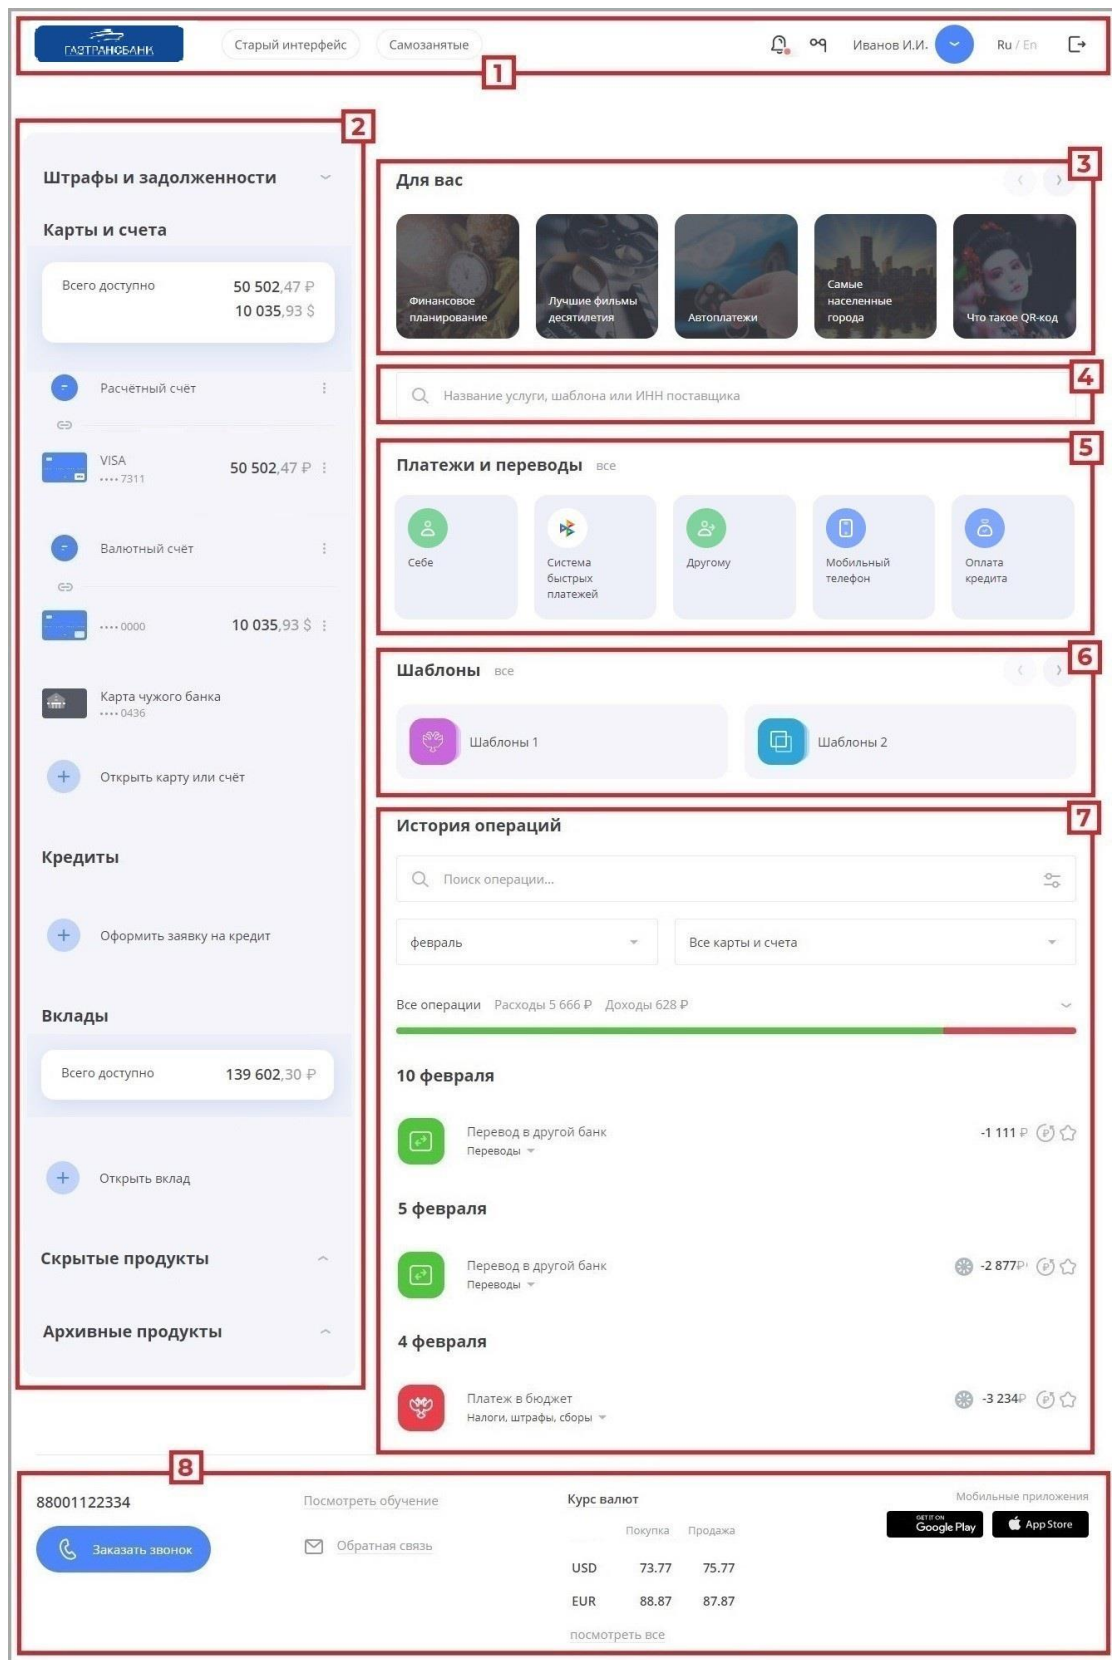 ГАЗТРАНСБАНК
Старый интерфейс
Самозанятые
Иванов И.И.
Ru / En
1
2
Штрафы и задолженности
Карты и счета
Всего доступно 50 502,47 ₽
10 035,93 $
Расчётный счёт
VISA
•••• 7311
50 502,47 ₽
Валютный счёт
•••• 0000
10 035,93 $
Карта чужого банка
•••• 0436
Открыть карту или счёт
Кредиты
Оформить заявку на кредит
Вклады
Всего доступно 139 602,30 ₽
Открыть вклад
Скрытые продукты
Архивные продукты
3
Для вас
Финансовое
планирование
Лучшие фильмы
десятилетия
Автоплатежи
Самые
населенные
города
Что такое QR-код
4
Название услуги, шаблона или ИНН поставщика
5
Платежи и переводы все
Себе
Система
быстрых
платежей
Другому
Мобильный
телефон
Оплата
кредита
6
Шаблоны все
Шаблоны 1
Шаблоны 2
7
История операций
Поиск операции...
февраль
Все карты и счета
Все операции Расходы 5 666 ₽ Доходы 628 ₽
10 февраля
Перевод в другой банк
Переводы
-1 111 ₽
5 февраля
Перевод в другой банк
Переводы
-2 877₽
4 февраля
Платеж в бюджет
Налоги, штрафы, сборы
-3 234₽
8
88001122334
Заказать звонок
Посмотреть обучение
Обратная связь
Курс валют
Покупка Продажа
USD 73.77 75.77
EUR 88.87 87.87
посмотреть все
Мобильные приложения
GET IT ON
Google Play
App Store